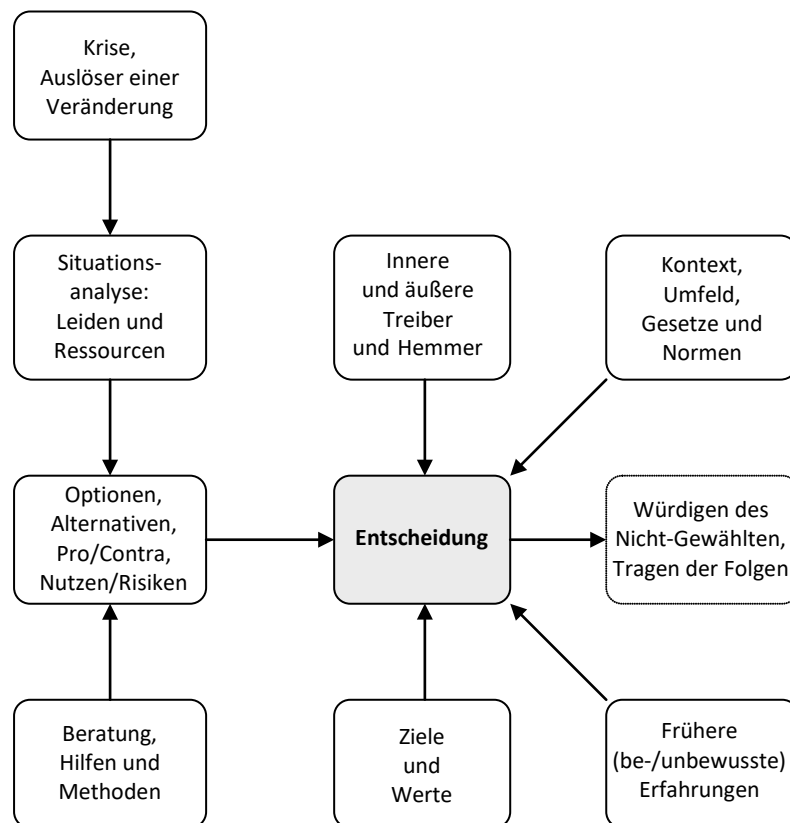 Krise,
Auslöser einer
Veränderung
Situations-
analyse:
Leiden und
Ressourcen
Innere
und äußere
Treiber
und Hemmer
Kontext,
Umfeld,
Gesetze und
Normen
Optionen,
Alternativen,
Pro/Contra,
Nutzen/Risiken
Entscheidung
Würdigen des
Nicht-Gewählten,
Tragen der Folgen
Beratung,
Hilfen und
Methoden
Ziele
und
Werte
Frühere
(be-/unbewusste)
Erfahrungen